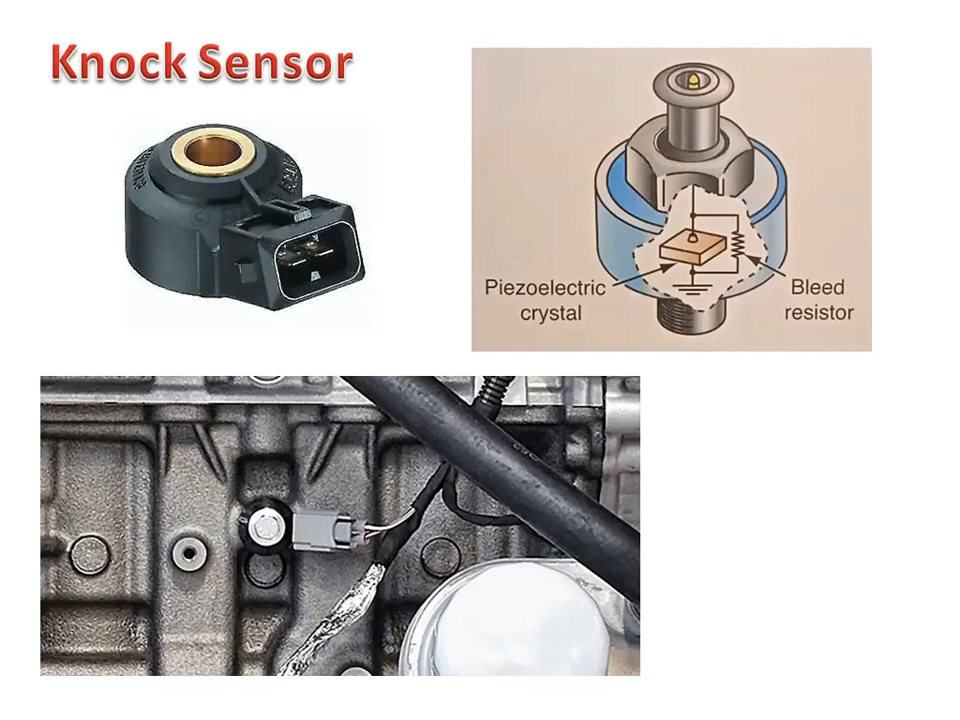 Knock Sensor
Piezoelectric
crystal
Bleed
resistor